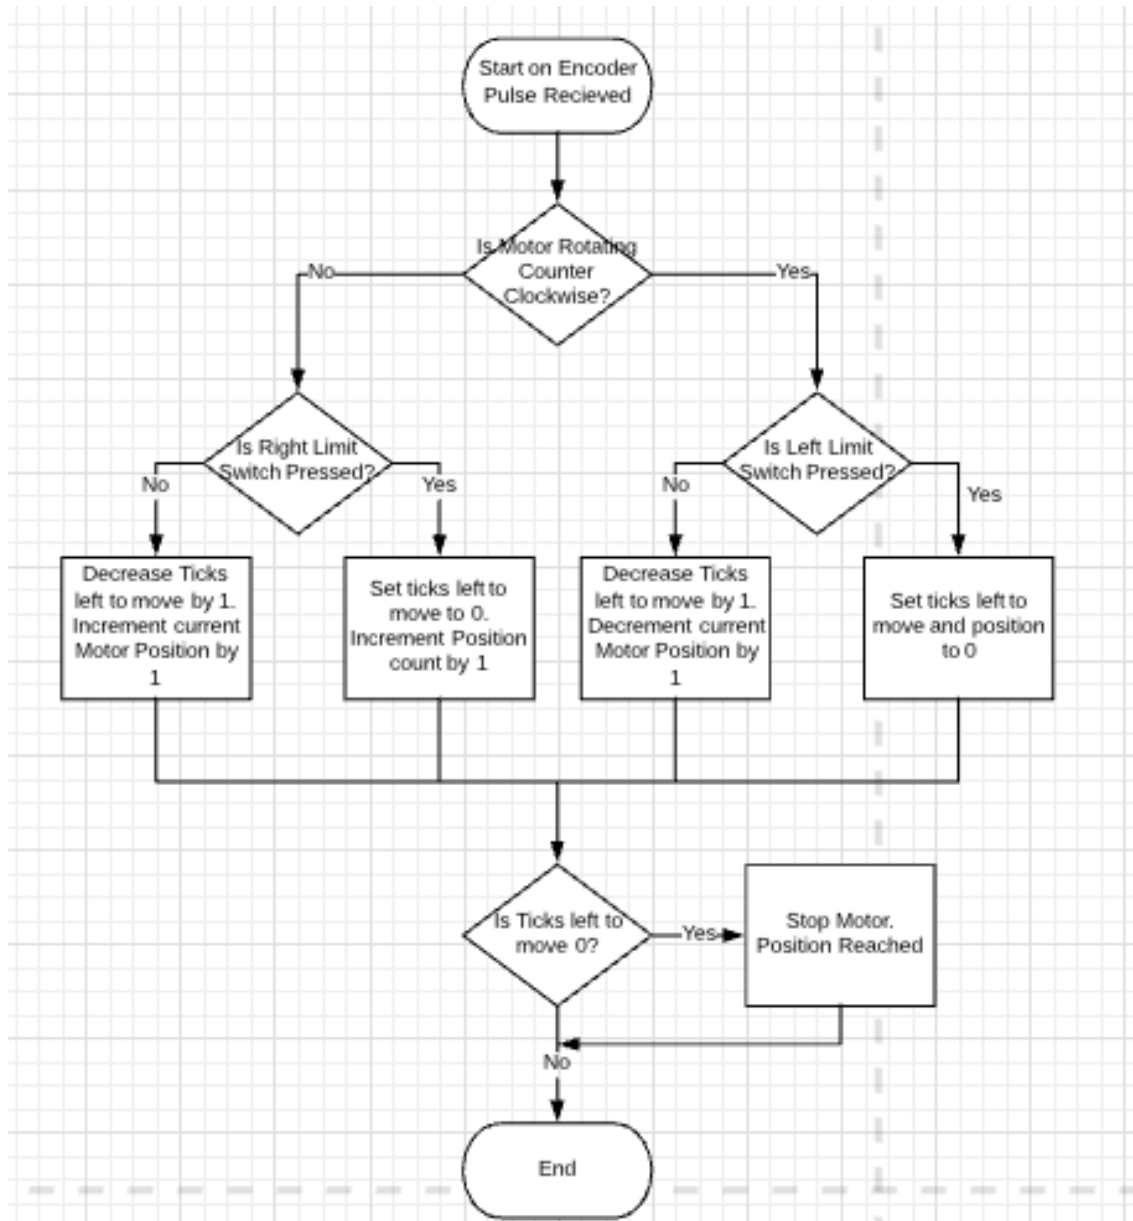 Start on Encoder
Pulse Recieved
Is Motor Rotating
Counter
Clockwise?
No
Yes
Is Right Limit
Switch Pressed?
Is Left Limit
Switch Pressed?
No
Yes
No
Yes
Decrease Ticks
left to move by 1.
Increment current
Motor Position by
1
Set ticks left to
move to 0.
Increment Position
count by 1
Decrease Ticks
left to move by 1.
Decrement current
Motor Position by
1
Set ticks left to
move and position
to 0
Is Ticks left to
move 0?
Yes
Stop Motor.
Position Reached
No
End